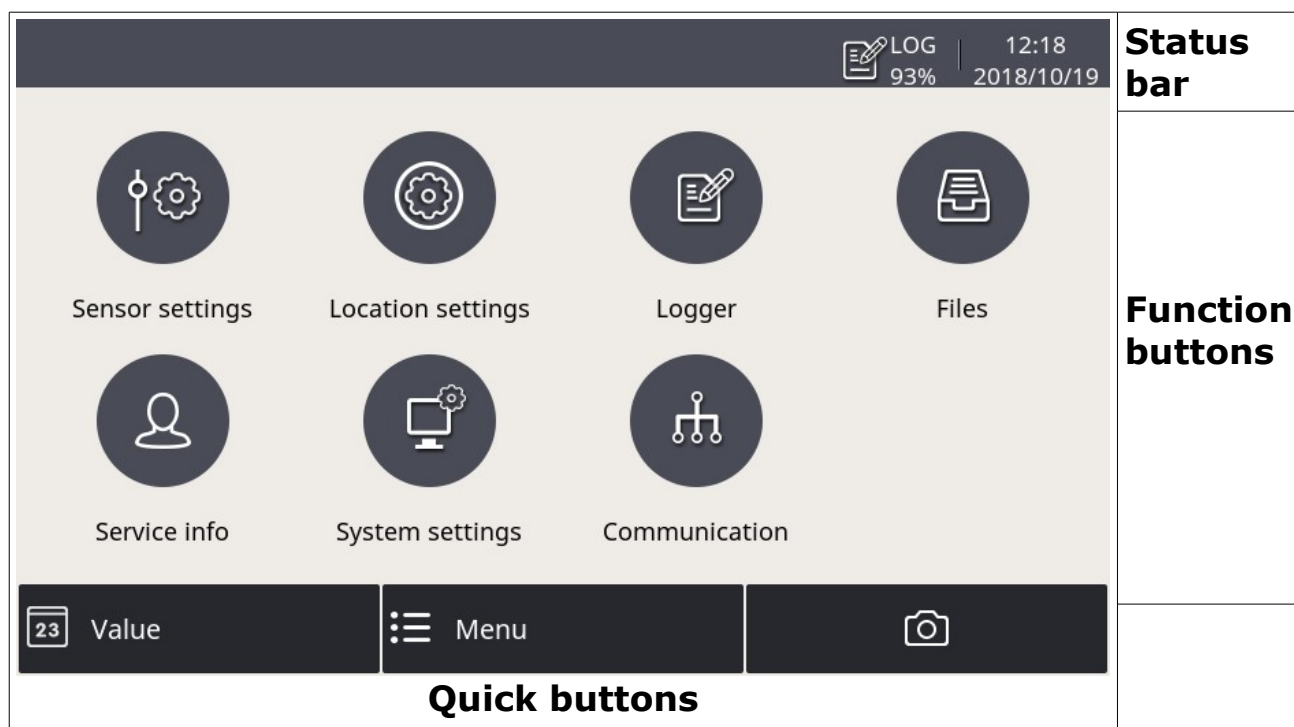 LOG
93%
12:18
2018/10/19
Status
bar
Sensor settings
Location settings
Logger
Files
Function
buttons
Service info
System settings
Communication
23
Value
Menu
Quick buttons